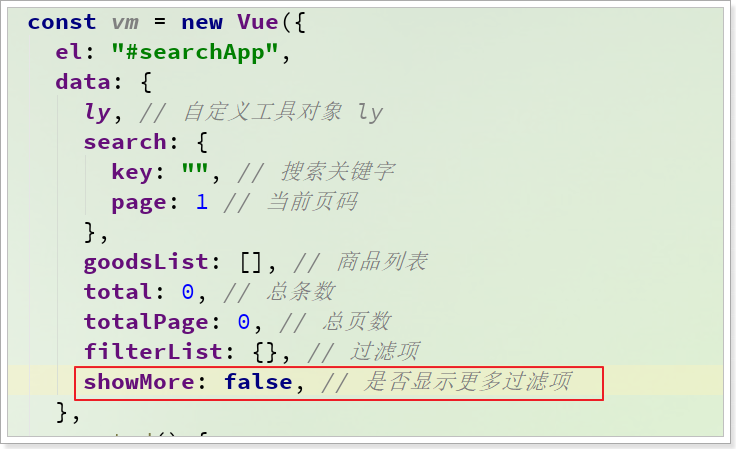 const vm = new Vue({
  el: "#searchApp",
  data: {
    ly, // 自定义工具对象 ly
    search: {
      key: "", // 搜索关键字
      page: 1 // 当前页码
    },
    goodsList: [], // 商品列表
    total: 0, // 总条数
    totalPage: 0, // 总页数
    filterList: {}, // 过滤项
    showMore: false, // 是否显示更多过滤项
  },